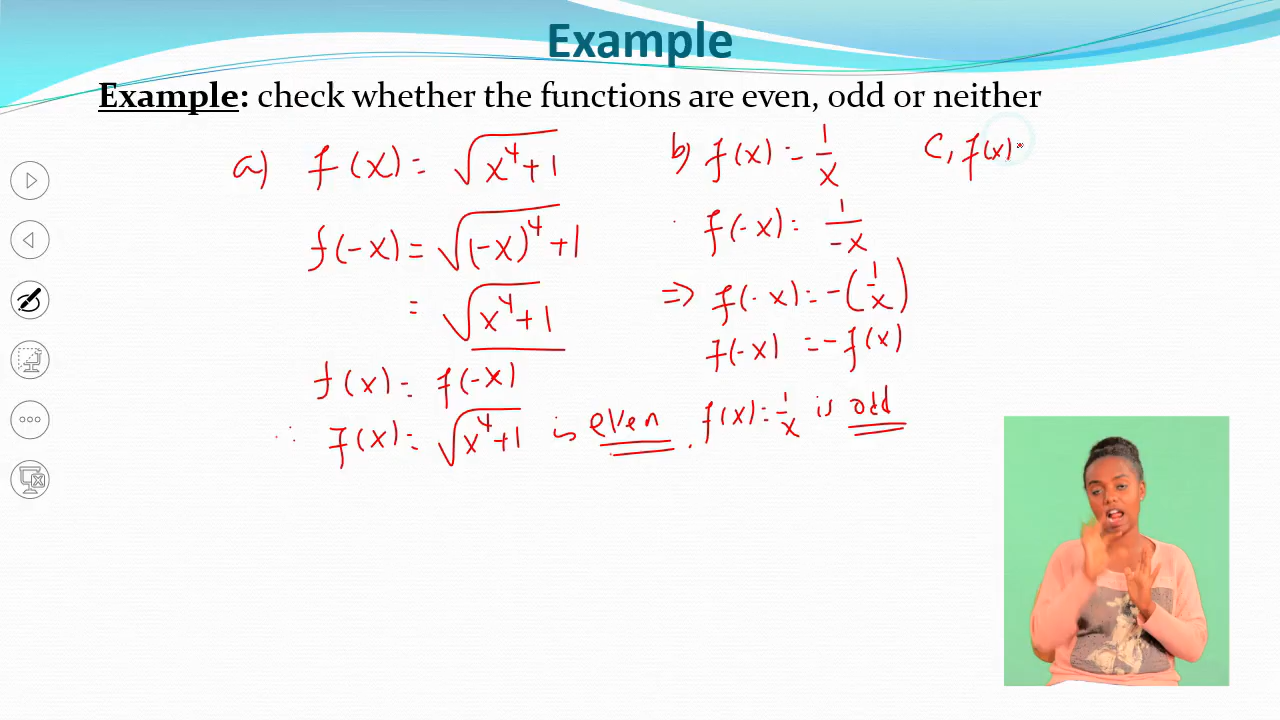 Example
Example: check whether the functions are even, odd or neither
a) f(x) = √(x⁴+1)
f(-x) = √((-x)⁴+1)
= √(x⁴+1)
f(x) = f(-x)
∴ f(x) = √(x⁴+1) is even.
b) f(x) = 1/x
f(-x) = 1/-x
=> f(-x) = -(1/x)
f(-x) = -f(x)
f(x) = 1/x is odd
C, f(x)